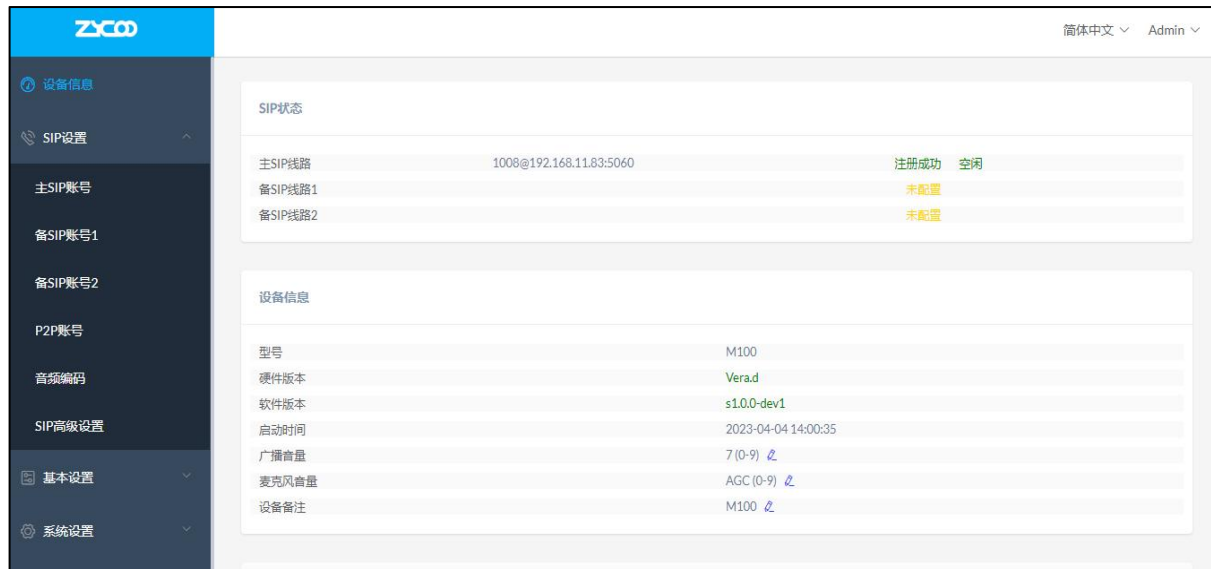 ZYCOO
简体中文 Admin
设备信息
SIP设置
主SIP账号
备SIP账号1
备SIP账号2
P2P账号
音频编码
SIP高级设置
基本设置
系统设置
SIP状态
主SIP线路 1008@192.168.11.83:5060 注册成功 空闲
备SIP线路1 未配置
备SIP线路2 未配置
设备信息
型号 M100
硬件版本 Vera.d
软件版本 s1.0.0-dev1
启动时间 2023-04-04 14:00:35
广播音量 7 (0-9)
麦克风音量 AGC (0-9)
设备备注 M100